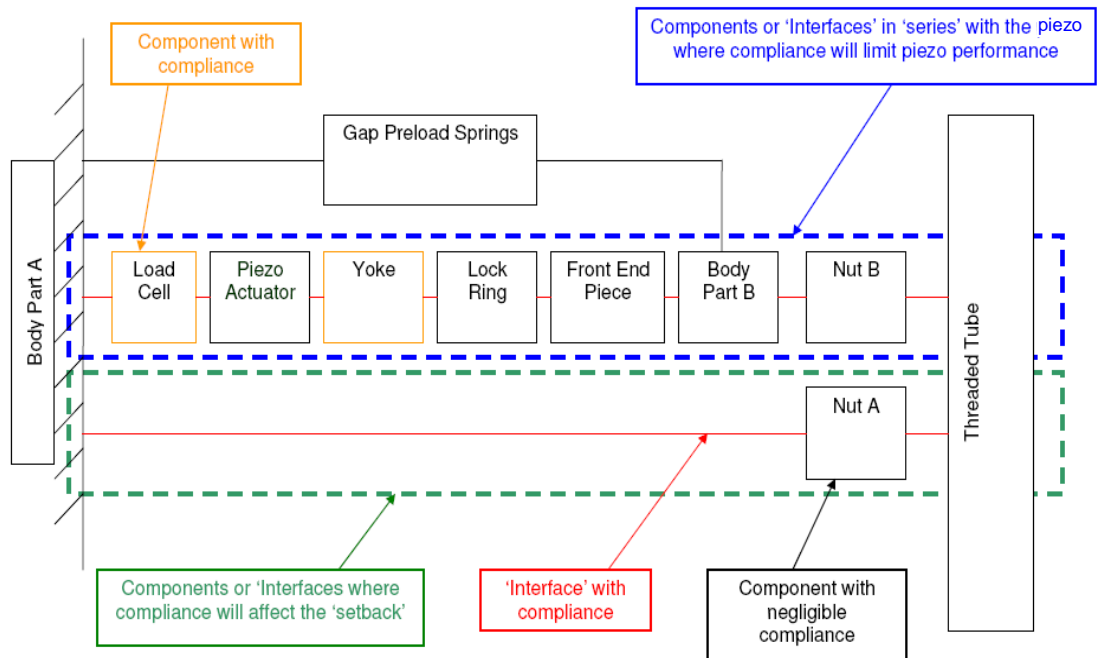 Component with
compliance
Components or ‘Interfaces’ in ‘series’ with the piezo
where compliance will limit piezo performance
Gap Preload Springs
Body Part A
Load
Cell
Piezo
Actuator
Yoke
Lock
Ring
Front End
Piece
Body
Part B
Nut B
Threaded Tube
Nut A
Components or ‘Interfaces where
compliance will affect the ‘setback’
‘Interface’ with
compliance
Component with
negligible
compliance